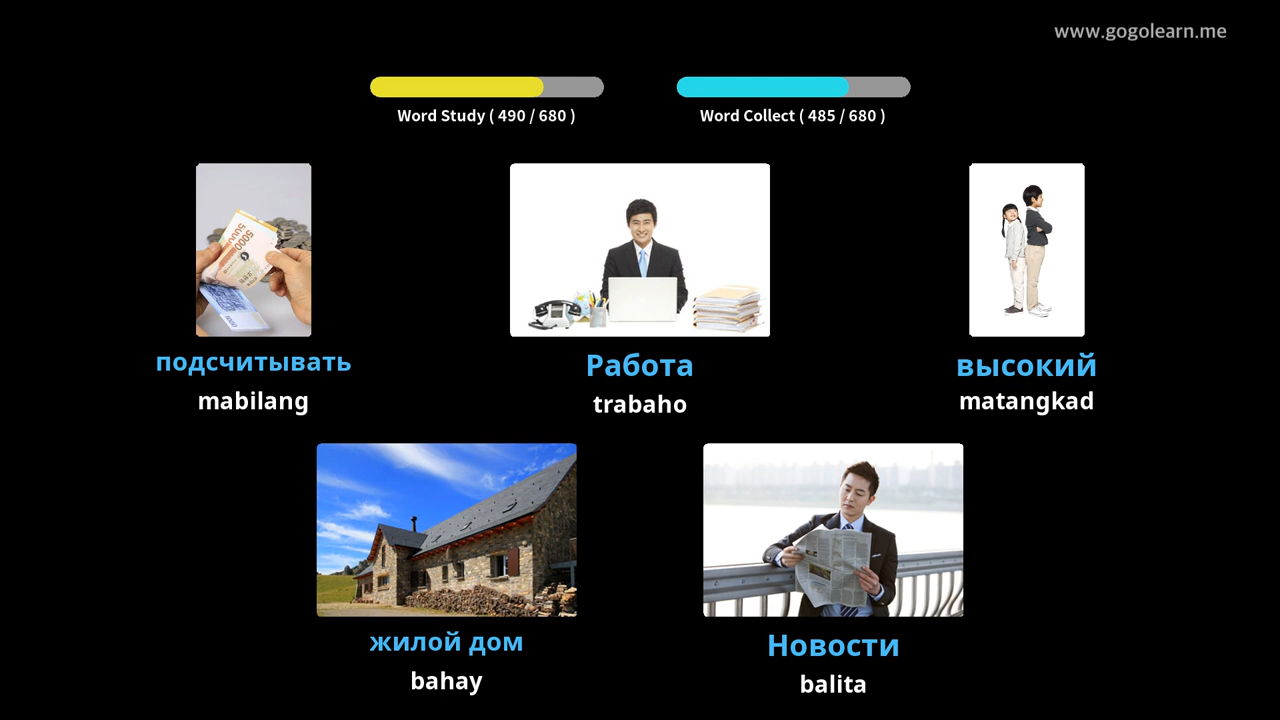 www.gogolearn.me
Word Study ( 490 / 680 )
Word Collect ( 485 / 680 )
подсчитывать
mabilang
Работа
trabaho
высокий
matangkad
жилой дом
bahay
Новости
balita